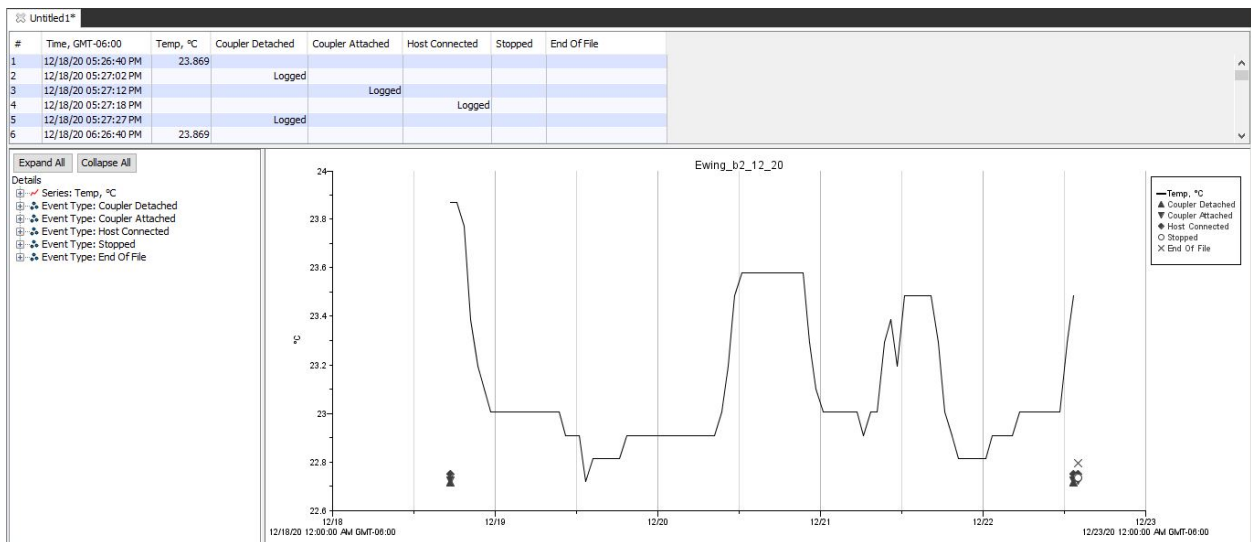 Untitled1*
# Time, GMT-06:00 Temp, °C Coupler Detached Coupler Attached Host Connected Stopped End Of File
1 12/18/20 05:26:40 PM 23.869
2 12/18/20 05:27:02 PM Logged
3 12/18/20 05:27:12 PM Logged
4 12/18/20 05:27:18 PM Logged
5 12/18/20 05:27:27 PM Logged
6 12/18/20 06:26:40 PM 23.869
Expand All Collapse All
Details
Series: Temp, °C
Event Type: Coupler Detached
Event Type: Coupler Attached
Event Type: Host Connected
Event Type: Stopped
Event Type: End Of File
Ewing_b2_12_20
24
23.8
23.6
23.4
23.2
23
22.8
22.6
°C
Temp, °C
Coupler Detached
Coupler Attached
Host Connected
Stopped
End Of File
12/18 12/19 12/20 12/21 12/22 12/23
12/18/20 12:00:00 AM GMT-06:00 12/23/20 12:00:00 AM GMT-06:00